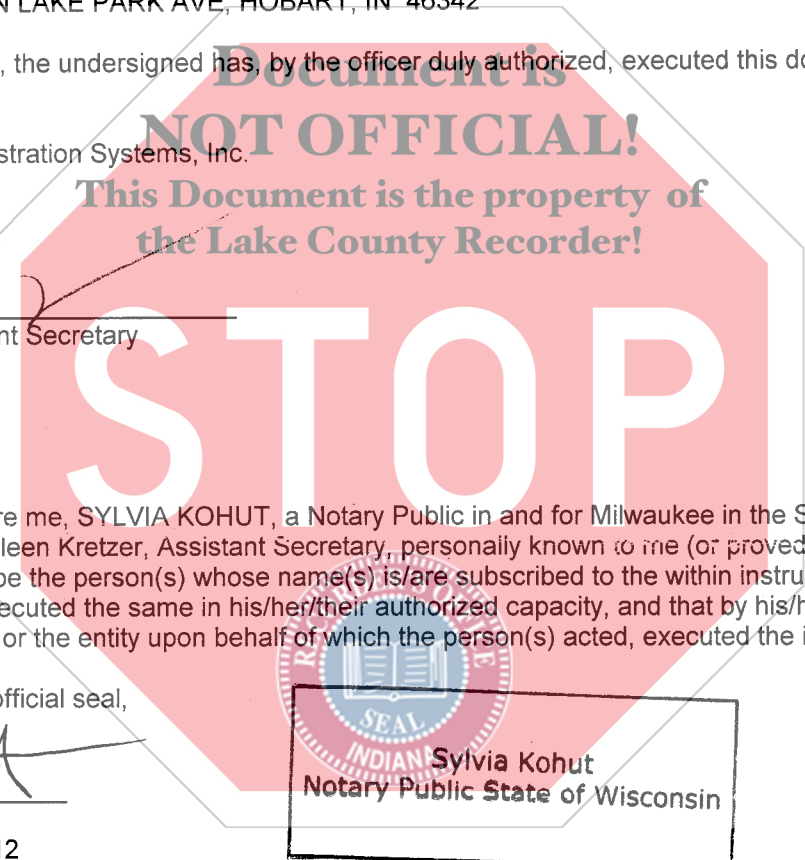 N LAKE PARK AVE, HOBART, IN 46342
, the undersigned has, by the officer duly authorized, executed this do
Document is
NOT OFFICIAL!
stration Systems, Inc.
This Document is the property of
the Lake County Recorder!
nt Secretary
STOP
re me, SYLVIA KOHUT, a Notary Public in and for Milwaukee in the S
leen Kretzer, Assistant Secretary, personally known to me (or proved
be the person(s) whose name(s) is/are subscribed to the within instru
ecuted the same in his/her/their authorized capacity, and that by his/h
or the entity upon behalf of which the person(s) acted, executed the i
RECORDER'S OFFICE
SEAL
INDIANA
official seal,
Sylvia Kohut
Notary Public State of Wisconsin
12